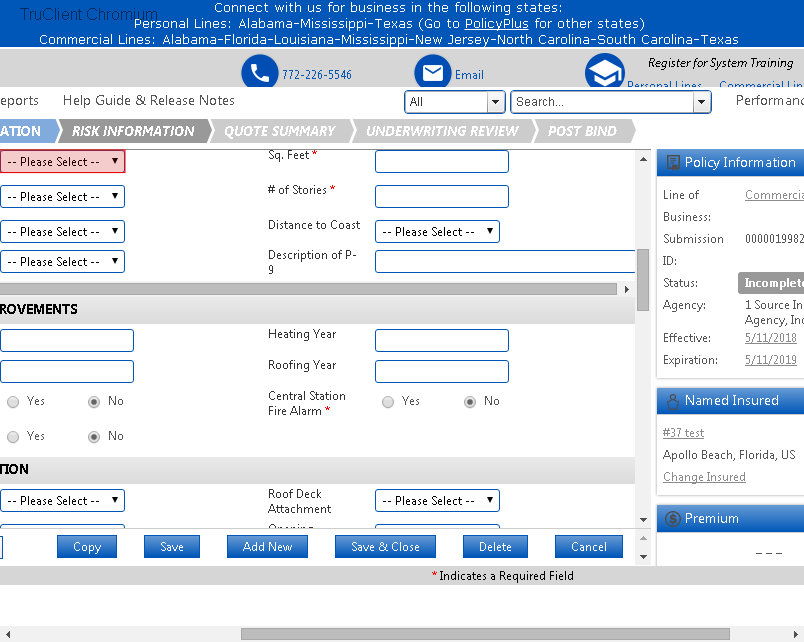 TruClient Chromium
Connect with us for business in the following states:
Personal Lines: Alabama-Mississippi-Texas (Go to PolicyPlus for other states)
Commercial Lines: Alabama-Florida-Louisiana-Mississippi-New Jersey-North Carolina-South Carolina-Texas
772-226-5546
Email
Register for System Training
Personal Lines Commercial Lin
eports Help Guide & Release Notes All Search... Performanc
ATION RISK INFORMATION QUOTE SUMMARY UNDERWRITING REVIEW POST BIND
-- Please Select -- Sq. Feet *
-- Please Select -- # of Stories *
-- Please Select -- Distance to Coast -- Please Select --
-- Please Select -- Description of P-
9
ROVEMENTS
Heating Year
Roofing Year
Yes No Central Station
Fire Alarm * Yes No
Yes No
TION
-- Please Select -- Roof Deck
Attachment -- Please Select --
Opening
Copy Save Add New Save & Close Delete Cancel
* Indicates a Required Field
Policy Information
Line of
Business: Commercia
Submission
ID: 0000019982
Status: Incomplete
Agency: 1 Source In
Agency, Inc
Effective: 5/11/2018
Expiration: 5/11/2019
Named Insured
#37 test
Apollo Beach, Florida, US
Change Insured
Premium
_ _ _